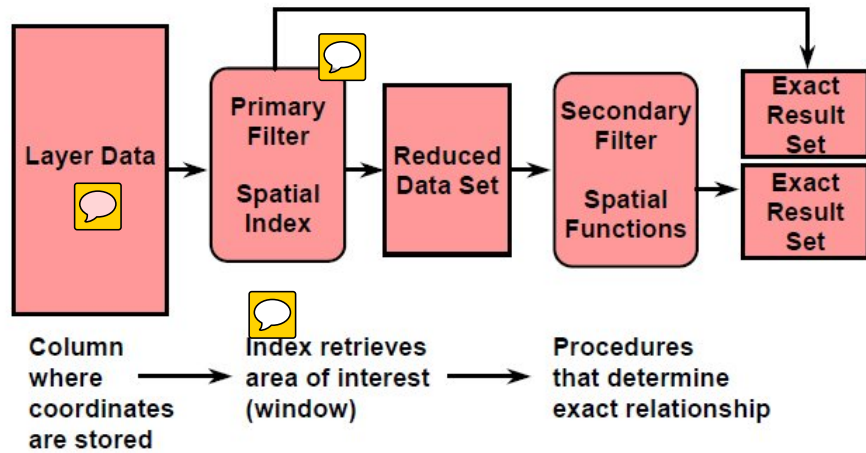 Layer Data
Primary
Filter
Spatial
Index
Reduced
Data Set
Secondary
Filter
Spatial
Functions
Exact
Result
Set
Exact
Result
Set
Column
where
coordinates
are stored
Index retrieves
area of interest
(window)
Procedures
that determine
exact relationship